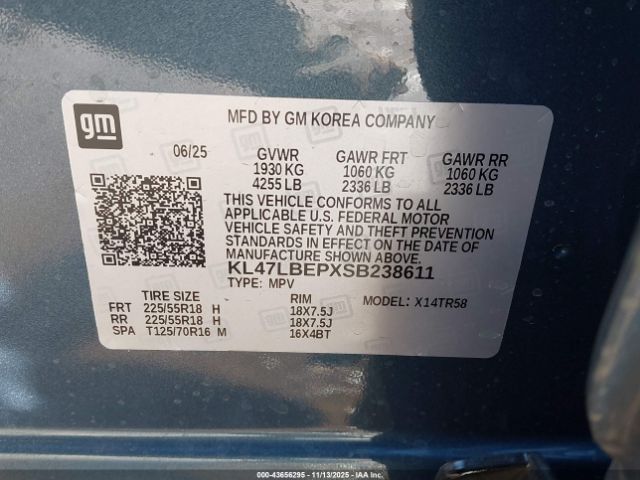 gm
MFD BY GM KOREA COMPANY
06/25 GVWR GAWR FRT GAWR RR
1930 KG 1060 KG 1060 KG
4255 LB 2336 LB 2336 LB
THIS VEHICLE CONFORMS TO ALL
APPLICABLE U.S. FEDERAL MOTOR
VEHICLE SAFETY AND THEFT PREVENTION
STANDARDS IN EFFECT ON THE DATE OF
MANUFACTURE SHOWN ABOVE.
KL47LBEPXSB238611
TYPE: MPV
TIRE SIZE RIM MODEL: X14TR58
FRT 225/55R18 H 18X7.5J
RR 225/55R18 H 18X7.5J
SPA T125/70R16 M 16X4BT
000-43656295 - 11/13/2025 - IAA Inc.